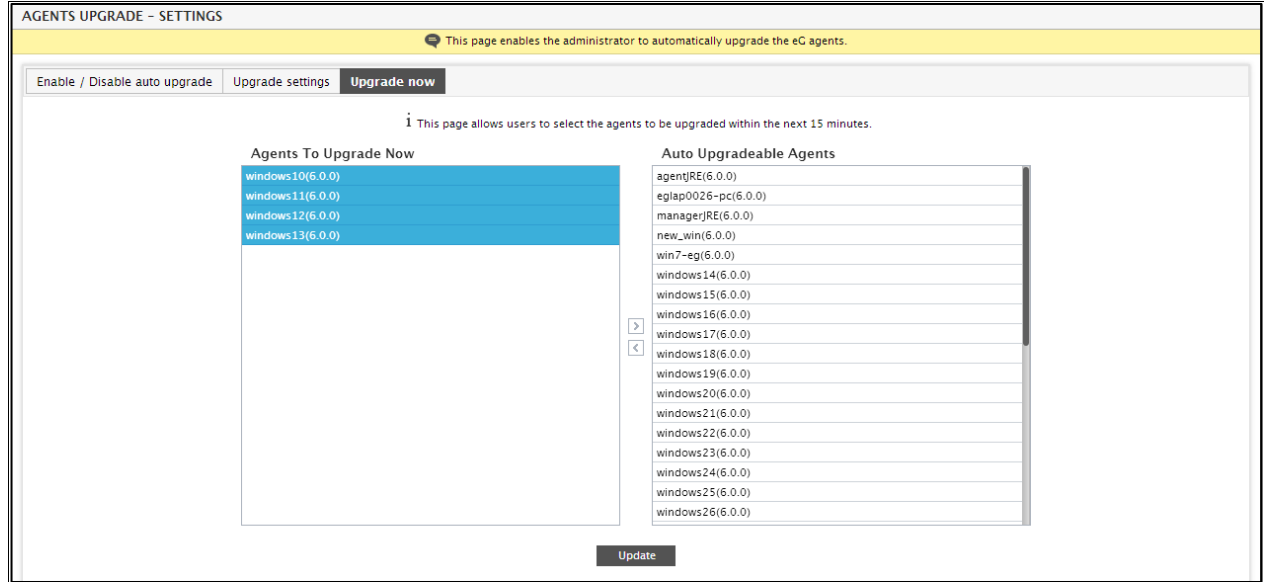 AGENTS UPGRADE – SETTINGS
This page enables the administrator to automatically upgrade the eG agents.
Enable / Disable auto upgrade Upgrade settings Upgrade now
i This page allows users to select the agents to be upgraded within the next 15 minutes.
Agents To Upgrade Now
windows10(6.0.0)
windows11(6.0.0)
windows12(6.0.0)
windows13(6.0.0)
Auto Upgradeable Agents
agentJRE(6.0.0)
eglap0026-pc(6.0.0)
managerJRE(6.0.0)
new_win(6.0.0)
win7-eg(6.0.0)
windows14(6.0.0)
windows15(6.0.0)
windows16(6.0.0)
windows17(6.0.0)
windows18(6.0.0)
windows19(6.0.0)
windows20(6.0.0)
windows21(6.0.0)
windows22(6.0.0)
windows23(6.0.0)
windows24(6.0.0)
windows25(6.0.0)
windows26(6.0.0)
>
<
Update